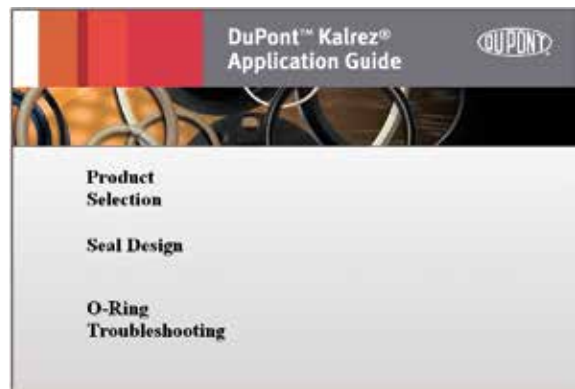 DuPont™ Kalrez®
Application Guide
DUPONT
Product
Selection
Seal Design
O-Ring
Troubleshooting